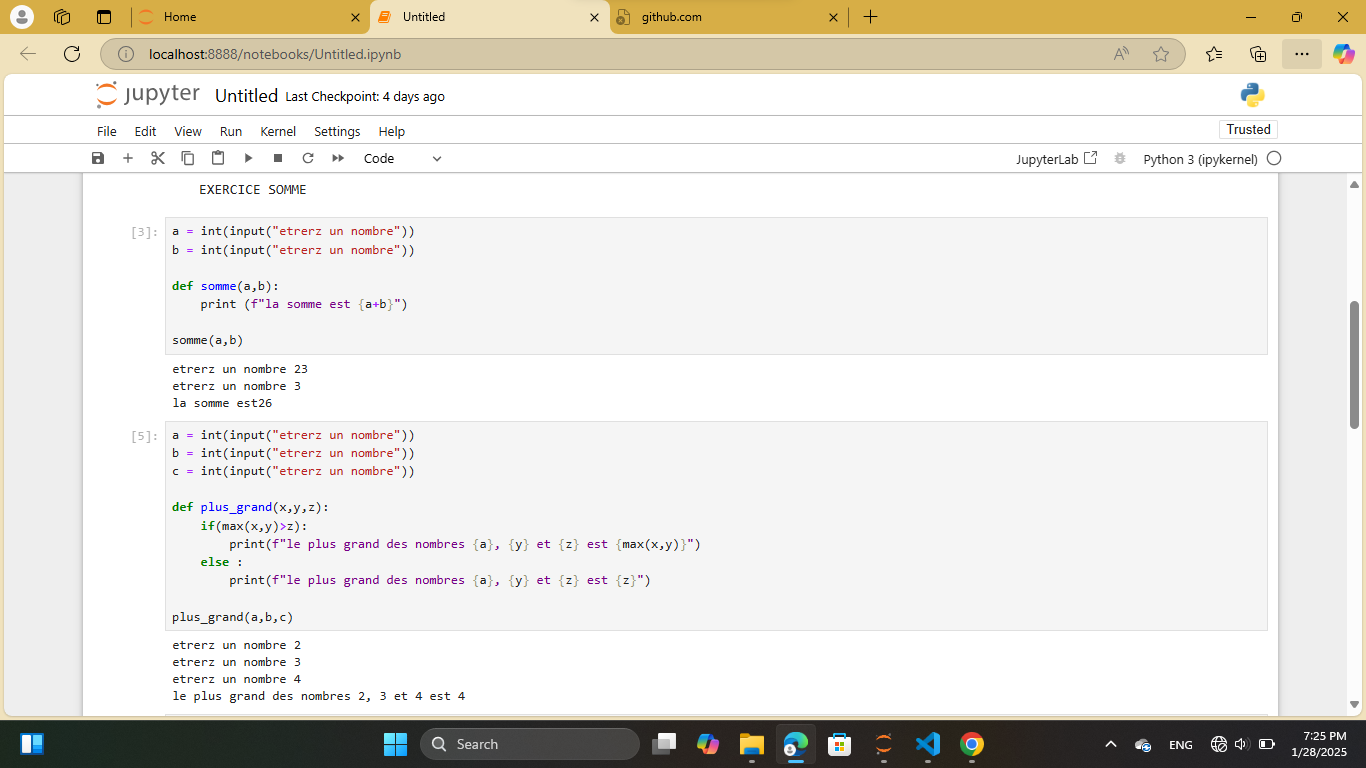 Home
Untitled
github.com
localhost:8888/notebooks/Untitled.ipynb
jupyter Untitled Last Checkpoint: 4 days ago
File Edit View Run Kernel Settings Help
Trusted
Code
JupyterLab
Python 3 (ipykernel)
EXERCICE SOMME
[3]:
a = int(input("etrerz un nombre"))
b = int(input("etrerz un nombre"))
def somme(a,b):
    print (f"la somme est {a+b}")
somme(a,b)
etrerz un nombre 23
etrerz un nombre 3
la somme est26
[5]:
a = int(input("etrerz un nombre"))
b = int(input("etrerz un nombre"))
c = int(input("etrerz un nombre"))
def plus_grand(x,y,z):
    if(max(x,y)>z):
        print(f"le plus grand des nombres {a}, {y} et {z} est {max(x,y)}")
    else :
        print(f"le plus grand des nombres {a}, {y} et {z} est {z}")
plus_grand(a,b,c)
etrerz un nombre 2
etrerz un nombre 3
etrerz un nombre 4
le plus grand des nombres 2, 3 et 4 est 4
Search
ENG
7:25 PM
1/28/2025